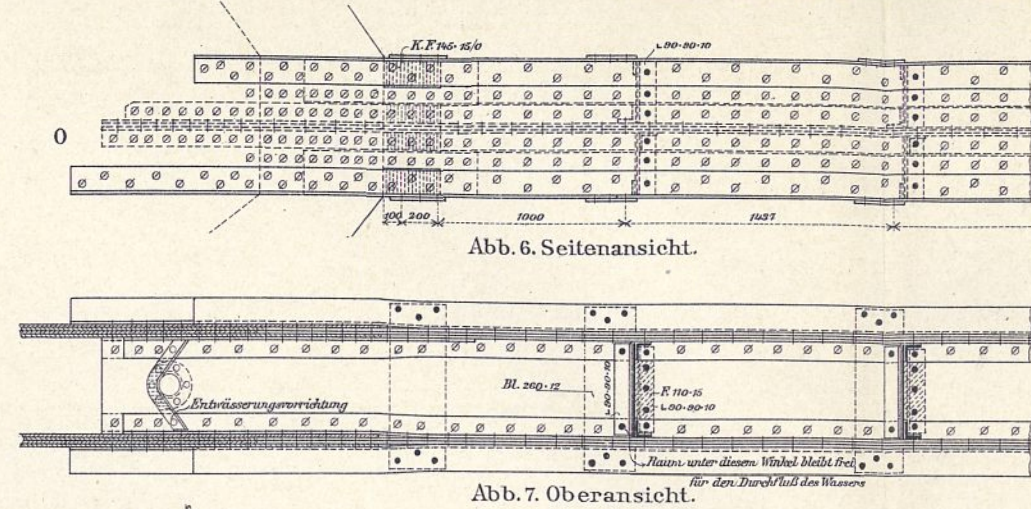 K.F. 145·15/0
∟90·90·10
O
100 200 1000 1437
Abb. 6. Seitenansicht.
Bl. 260·12
∟90·90·10
F. 110·15
∟90·90·10
Entwässerungsvorrichtung
Raum unter diesem Winkel bleibt frei
für den Durchfluß des Wassers
Abb. 7. Oberansicht.